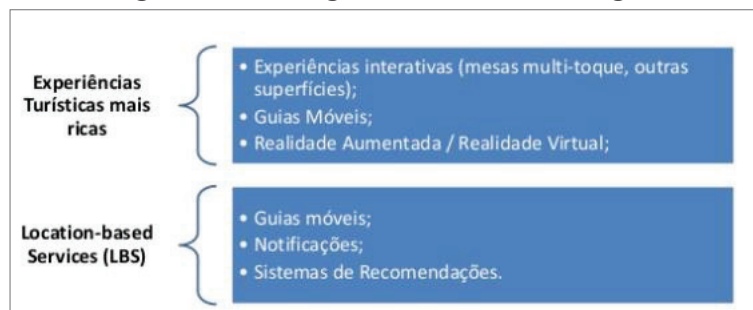 Experiências
Turísticas mais
ricas
• Experiências interativas (mesas multi-toque, outras
superfícies);
• Guias Móveis;
• Realidade Aumentada / Realidade Virtual;
Location-based
Services (LBS)
• Guias móveis;
• Notificações;
• Sistemas de Recomendações.